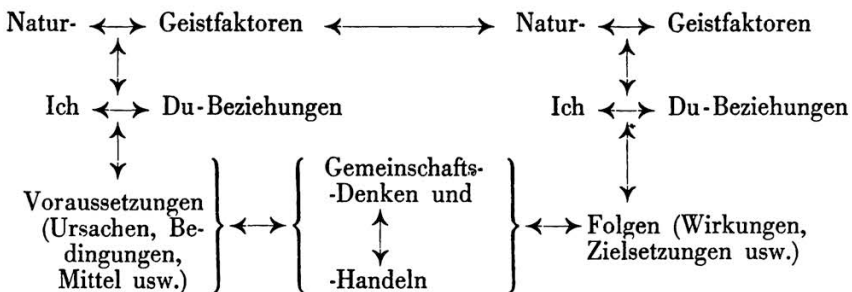 Natur- Geistfaktoren Natur- Geistfaktoren
Ich Du-Beziehungen Ich Du-Beziehungen
Voraussetzungen
(Ursachen, Be-
dingungen,
Mittel usw.)
Gemeinschafts-
-Denken und
-Handeln
Folgen (Wirkungen,
Zielsetzungen usw.)